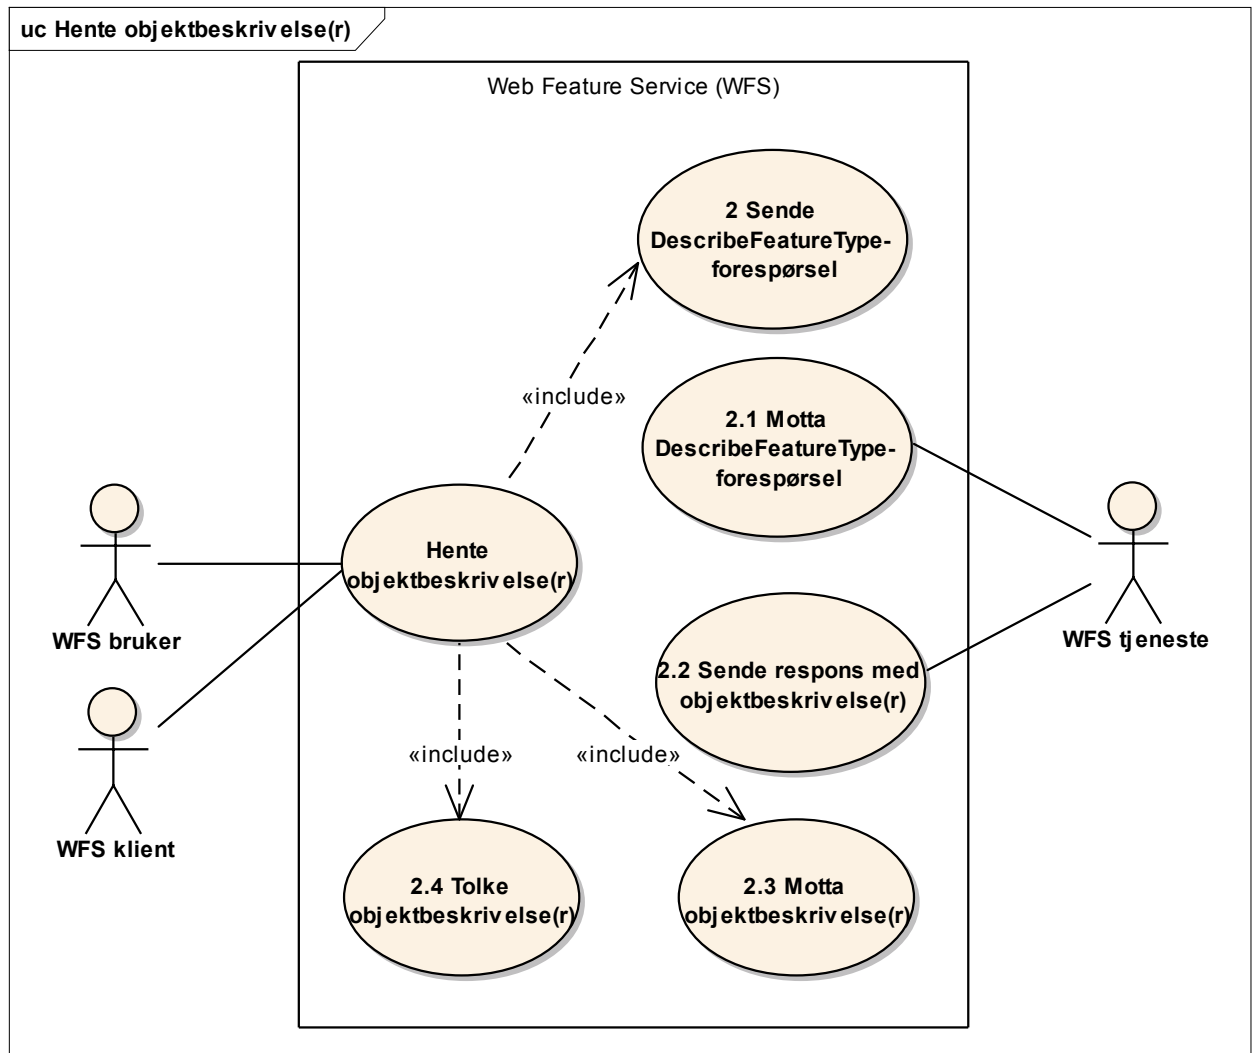 uc Hente objektbeskrivelse(r)
Web Feature Service (WFS)
2 Sende
DescribeFeatureType-
forespørsel
«include»
2.1 Motta
DescribeFeatureType-
forespørsel
Hente
objektbeskrivelse(r)
WFS bruker
WFS tjeneste
2.2 Sende respons med
objektbeskrivelse(r)
«include»
«include»
WFS klient
2.4 Tolke
objektbeskrivelse(r)
2.3 Motta
objektbeskrivelse(r)